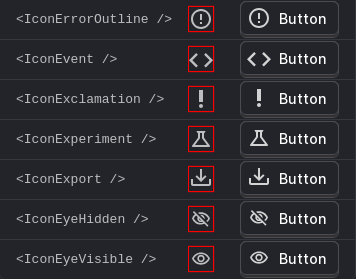 <IconErrorOutline /> Button
<IconEvent /> Button
<IconExclamation /> Button
<IconExperiment /> Button
<IconExport /> Button
<IconEyeHidden /> Button
<IconEyeVisible /> Button